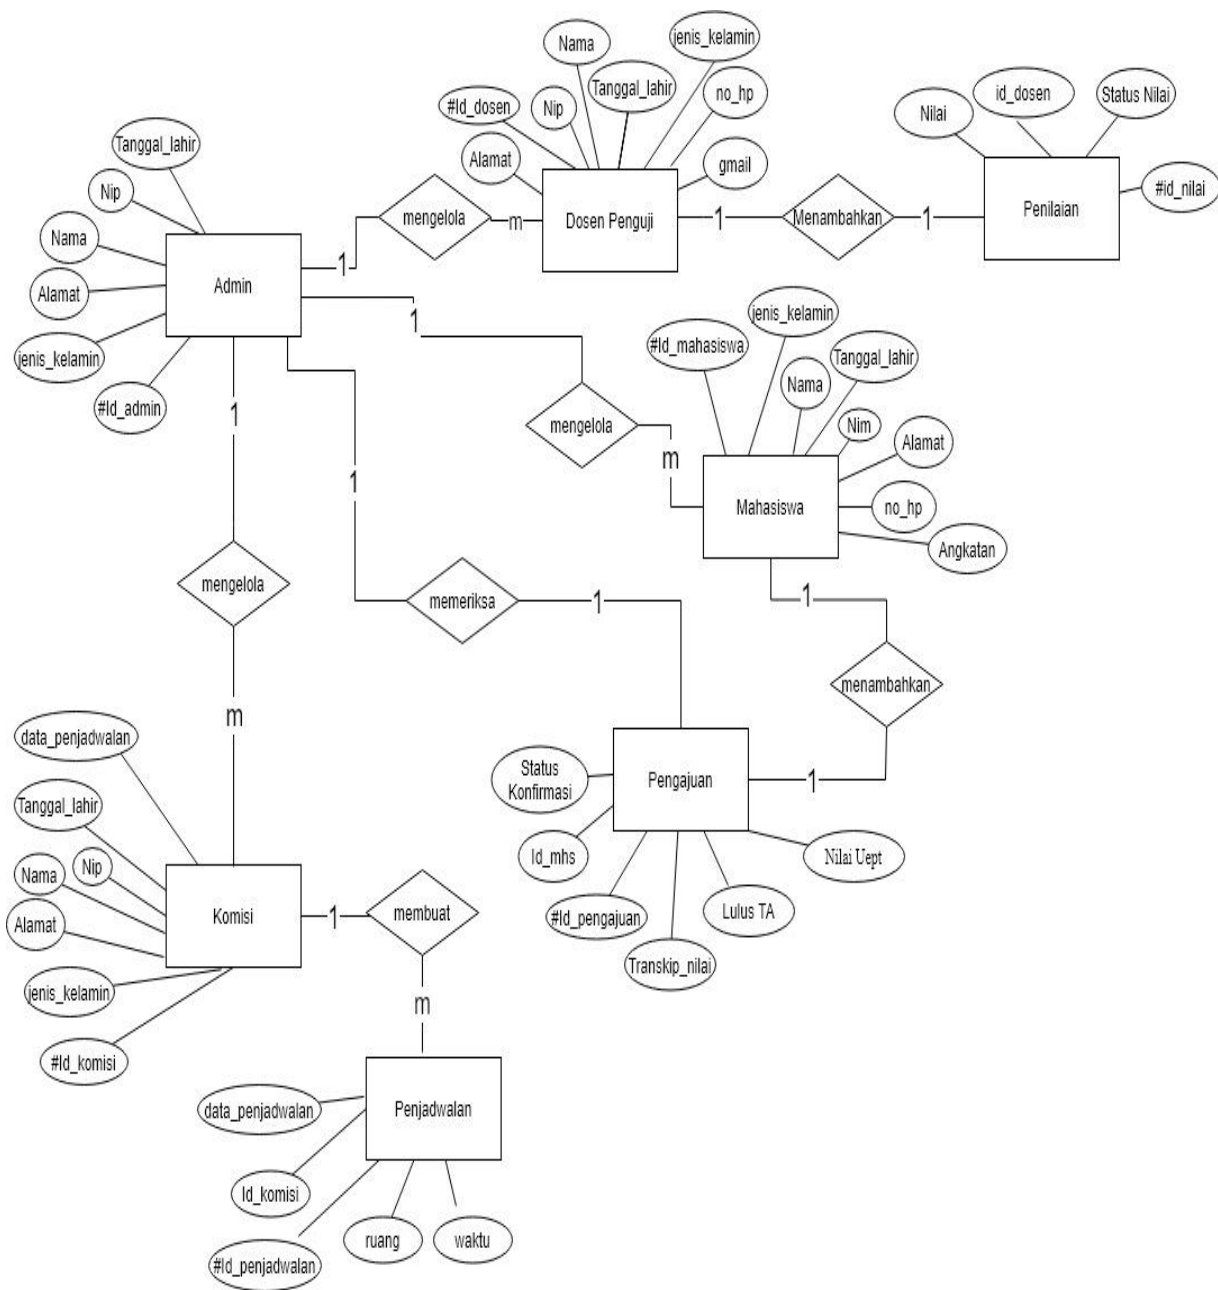 Nama
jenis_kelamin
Tanggal_lahir
#Id_dosen
Nip
no_hp
Alamat
gmail
Nilai
id_dosen
Status Nilai
#id_nilai
Tanggal_lahir
Nip
Nama
Alamat
jenis_kelamin
#Id_admin
Admin
1
mengelola
m
Dosen Penguji
1
Menambahkan
1
Penilaian
1
mengelola
m
jenis_kelamin
#Id_mahasiswa
Tanggal_lahir
Nama
Nim
Alamat
no_hp
Angkatan
Mahasiswa
1
mengelola
m
1
memeriksa
1
1
menambahkan
1
Pengajuan
Status
Konfirmasi
Id_mhs
#Id_pengajuan
Transkip_nilai
Lulus TA
Nilai Uept
data_penjadwalan
Tanggal_lahir
Nip
Nama
Alamat
jenis_kelamin
#Id_komisi
Komisi
1
membuat
m
Penjadwalan
data_penjadwalan
Id_komisi
#Id_penjadwalan
ruang
waktu